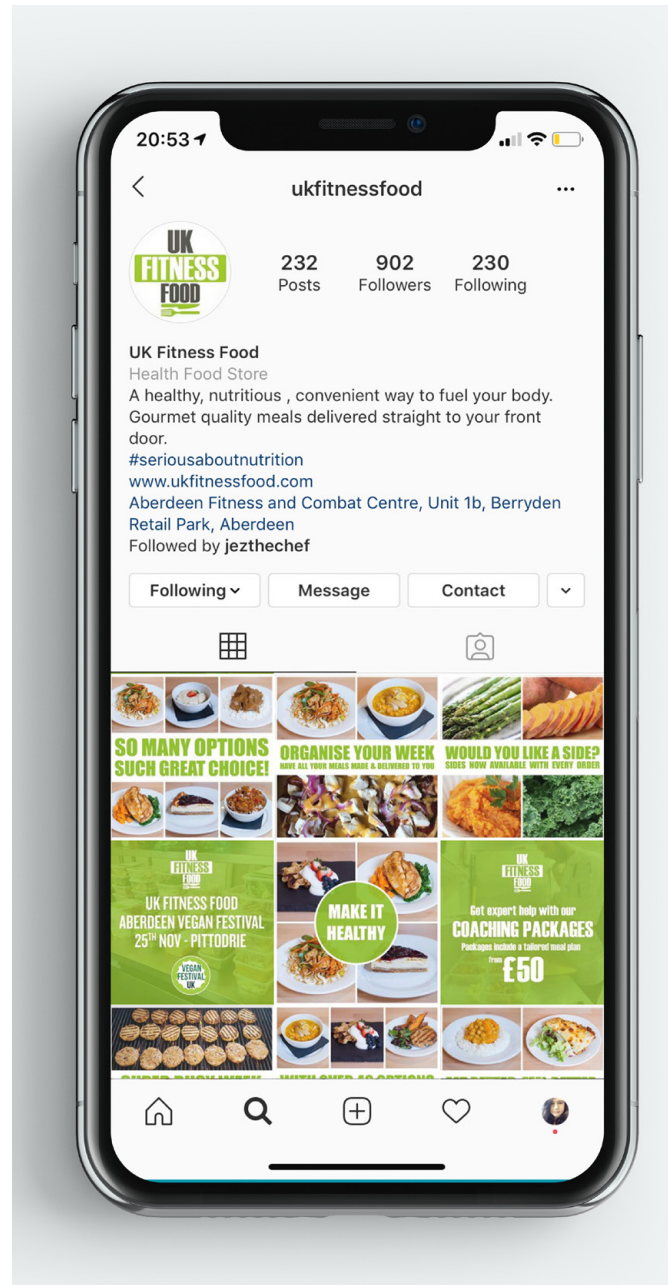 20:53
ukfitnessfood
UK
FITNESS
FOOD
232 902 230
Posts Followers Following
UK Fitness Food
Health Food Store
A healthy, nutritious , convenient way to fuel your body.
Gourmet quality meals delivered straight to your front
door.
#seriousaboutnutrition
www.ukfitnessfood.com
Aberdeen Fitness and Combat Centre, Unit 1b, Berryden
Retail Park, Aberdeen
Followed by jezthechef
Following Message Contact
SO MANY OPTIONS
SUCH GREAT CHOICE!
ORGANISE YOUR WEEK
HAVE ALL YOUR MEALS MADE & DELIVERED TO YOU
WOULD YOU LIKE A SIDE?
SIDES NOW AVAILABLE WITH EVERY ORDER
UK
FITNESS
FOOD
UK FITNESS FOOD
ABERDEEN VEGAN FESTIVAL
25TH NOV - PITTODRIE
VEGAN
FESTIVAL
UK
MAKE IT
HEALTHY
UK
FITNESS
FOOD
Get expert help with our
COACHING PACKAGES
Packages include a tailored meal plan
from £50